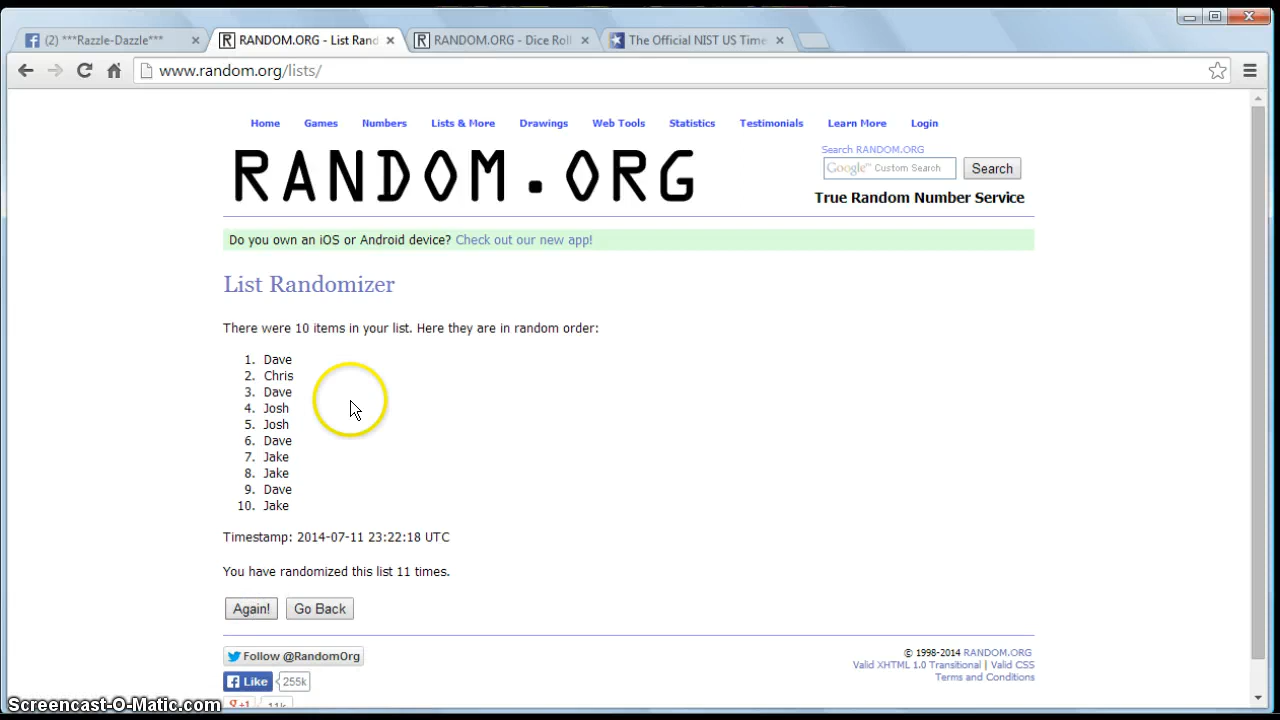 (2) ***Razzle-Dazzle***
RANDOM.ORG - List Rand
RANDOM.ORG - Dice Roll
The Official NIST US Time
www.random.org/lists/
Home Games Numbers Lists & More Drawings Web Tools Statistics Testimonials Learn More Login
RANDOM.ORG
Search RANDOM.ORG
Google™ Custom Search
Search
True Random Number Service
Do you own an iOS or Android device? Check out our new app!
List Randomizer
There were 10 items in your list. Here they are in random order:
1. Dave
2. Chris
3. Dave
4. Josh
5. Josh
6. Dave
7. Jake
8. Jake
9. Dave
10. Jake
Timestamp: 2014-07-11 23:22:18 UTC
You have randomized this list 11 times.
Again! Go Back
Follow @RandomOrg
Like 255k
© 1998-2014 RANDOM.ORG
Valid XHTML 1.0 Transitional | Valid CSS
Terms and Conditions
Screencast-O-Matic.com